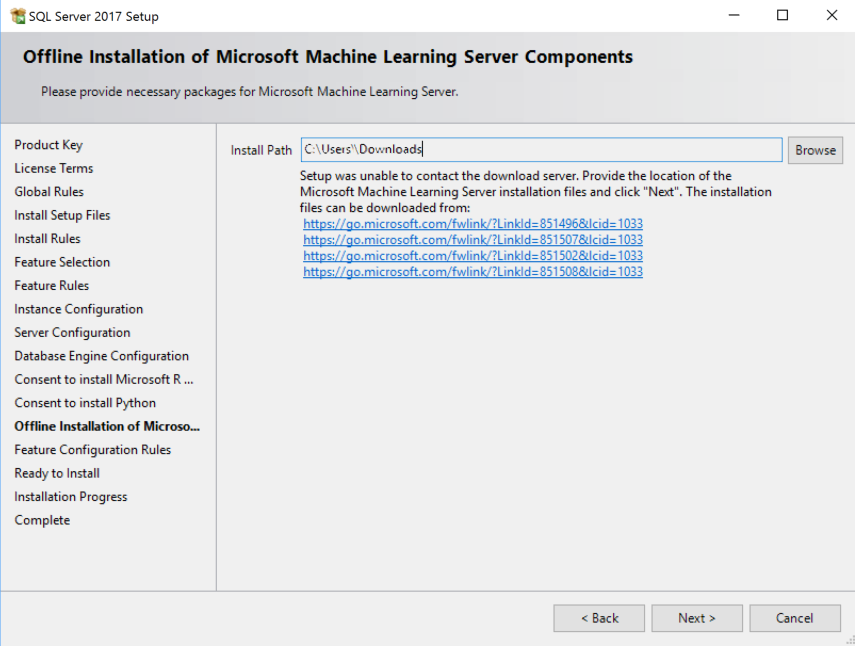 SQL Server 2017 Setup
Offline Installation of Microsoft Machine Learning Server Components
Please provide necessary packages for Microsoft Machine Learning Server.
Product Key
License Terms
Global Rules
Install Setup Files
Install Rules
Feature Selection
Feature Rules
Instance Configuration
Server Configuration
Database Engine Configuration
Consent to install Microsoft R ...
Consent to install Python
Offline Installation of Microso...
Feature Configuration Rules
Ready to Install
Installation Progress
Complete
Install Path C:\Users\\Downloads Browse
Setup was unable to contact the download server. Provide the location of the
Microsoft Machine Learning Server installation files and click "Next". The installation
files can be downloaded from:
https://go.microsoft.com/fwlink/?LinkId=851496&lcid=1033
https://go.microsoft.com/fwlink/?LinkId=851507&lcid=1033
https://go.microsoft.com/fwlink/?LinkId=851502&lcid=1033
https://go.microsoft.com/fwlink/?LinkId=851508&lcid=1033
< Back Next > Cancel